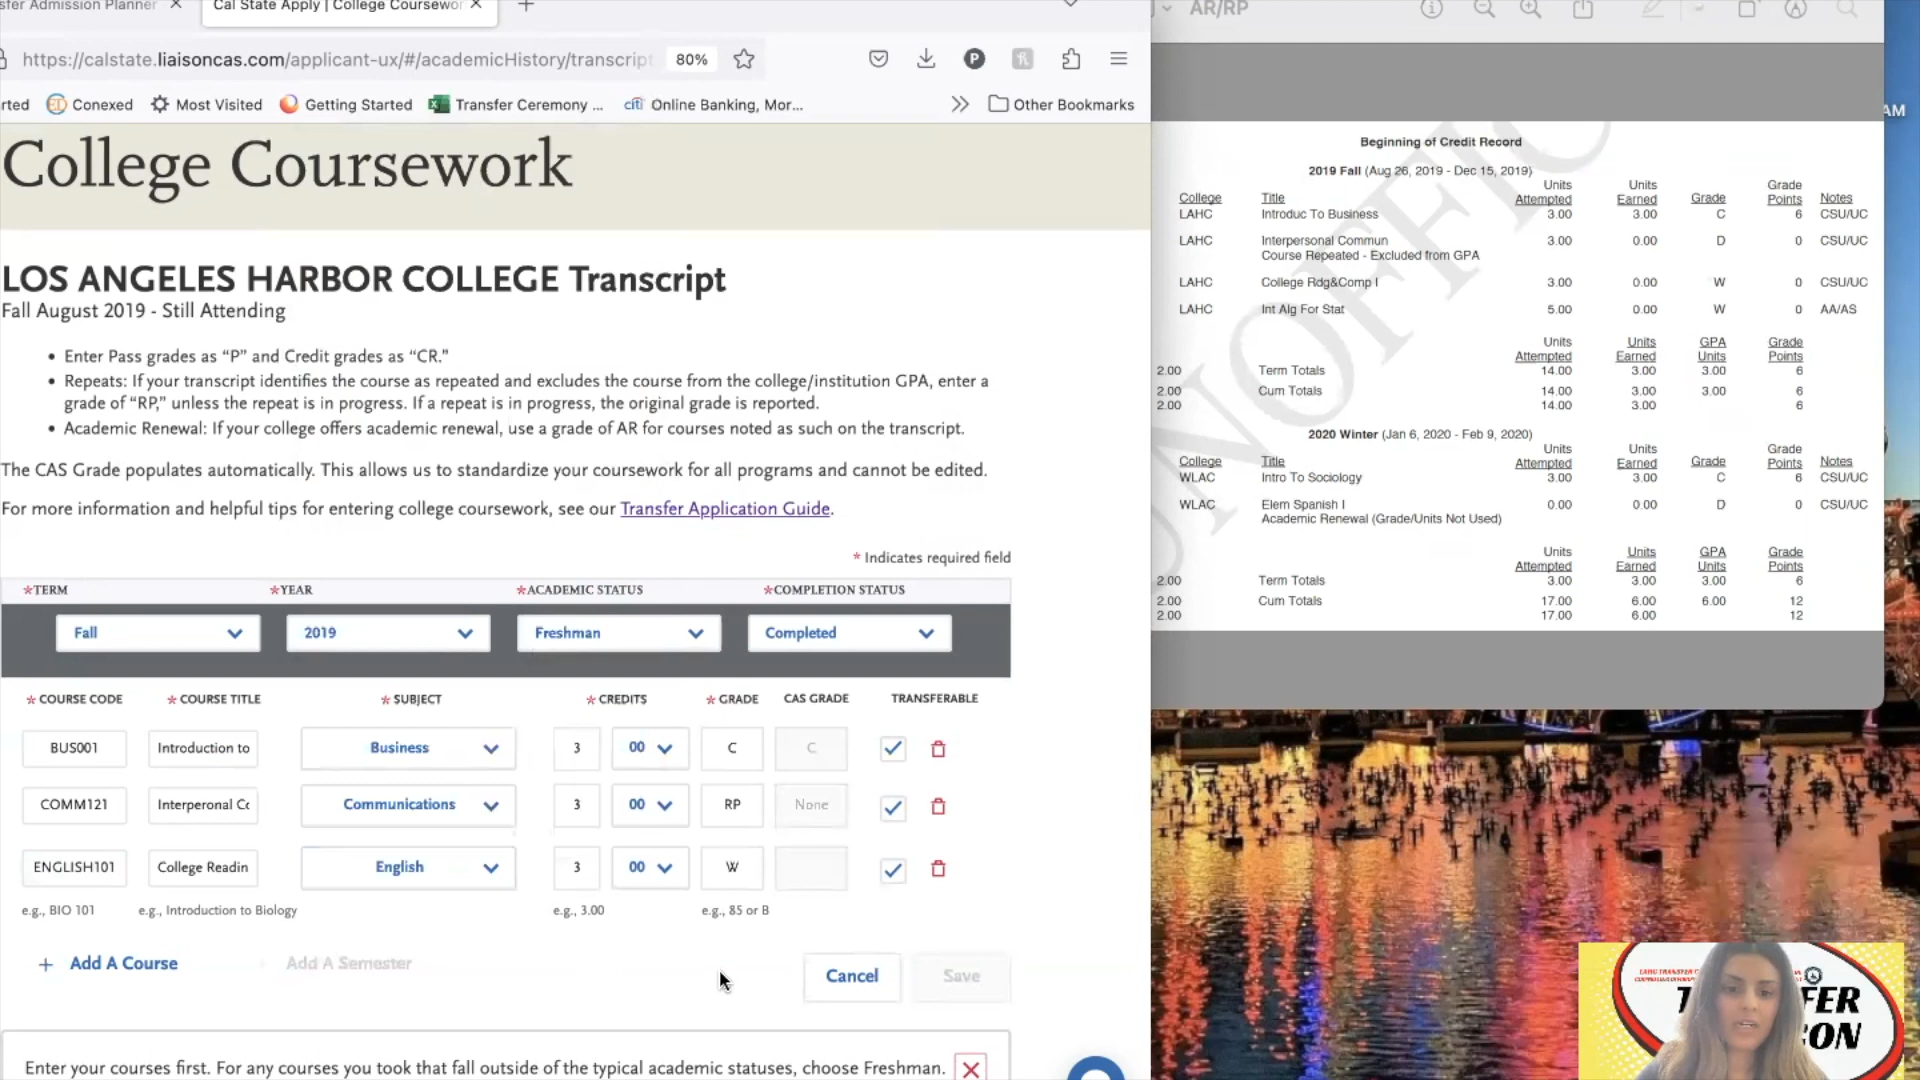 sfer Admission Planner
Cal State Apply | College Coursewor
AR/RP
https://calstate.liaisoncas.com/applicant-ux/#/academicHistory/transcript
80%
P
rted
Conexed
Most Visited
Getting Started
Transfer Ceremony ...
citi Online Banking, Mor...
Other Bookmarks
AM
College Coursework
LOS ANGELES HARBOR COLLEGE Transcript
Fall August 2019 - Still Attending
• Enter Pass grades as “P” and Credit grades as “CR.”
• Repeats: If your transcript identifies the course as repeated and excludes the course from the college/institution GPA, enter a
grade of “RP,” unless the repeat is in progress. If a repeat is in progress, the original grade is reported.
• Academic Renewal: If your college offers academic renewal, use a grade of AR for courses noted as such on the transcript.
The CAS Grade populates automatically. This allows us to standardize your coursework for all programs and cannot be edited.
For more information and helpful tips for entering college coursework, see our Transfer Application Guide.
* Indicates required field
*TERM *YEAR *ACADEMIC STATUS *COMPLETION STATUS
Fall 2019 Freshman Completed
* COURSE CODE * COURSE TITLE * SUBJECT * CREDITS * GRADE CAS GRADE TRANSFERABLE
BUS001 Introduction to Business 3 00 C C
COMM121 Interperonal Cc Communications 3 00 RP None
ENGLISH101 College Readin English 3 00 W
e.g., BIO 101 e.g., Introduction to Biology e.g., 3.00 e.g., 85 or B
+ Add A Course Add A Semester Cancel Save
Enter your courses first. For any courses you took that fall outside of the typical academic statuses, choose Freshman.
UNOFFIC
Beginning of Credit Record
2019 Fall (Aug 26, 2019 - Dec 15, 2019)
College Title Units Attempted Units Earned Grade Grade Points Notes
LAHC Introduc To Business 3.00 3.00 C 6 CSU/UC
LAHC Interpersonal Commun 3.00 0.00 D 0 CSU/UC
Course Repeated - Excluded from GPA
LAHC College Rdg&Comp I 3.00 0.00 W 0 CSU/UC
LAHC Int Alg For Stat 5.00 0.00 W 0 AA/AS
Units Attempted Units Earned GPA Units Grade Points
2.00 Term Totals 14.00 3.00 3.00 6
2.00 Cum Totals 14.00 3.00 3.00 6
2.00 14.00 3.00 6
2020 Winter (Jan 6, 2020 - Feb 9, 2020)
College Title Units Attempted Units Earned Grade Grade Points Notes
WLAC Intro To Sociology 3.00 3.00 C 6 CSU/UC
WLAC Elem Spanish I 0.00 0.00 D 0 CSU/UC
Academic Renewal (Grade/Units Not Used)
Units Attempted Units Earned GPA Units Grade Points
2.00 Term Totals 3.00 3.00 3.00 6
2.00 Cum Totals 17.00 6.00 6.00 12
2.00 17.00 6.00 12
T FER
ON